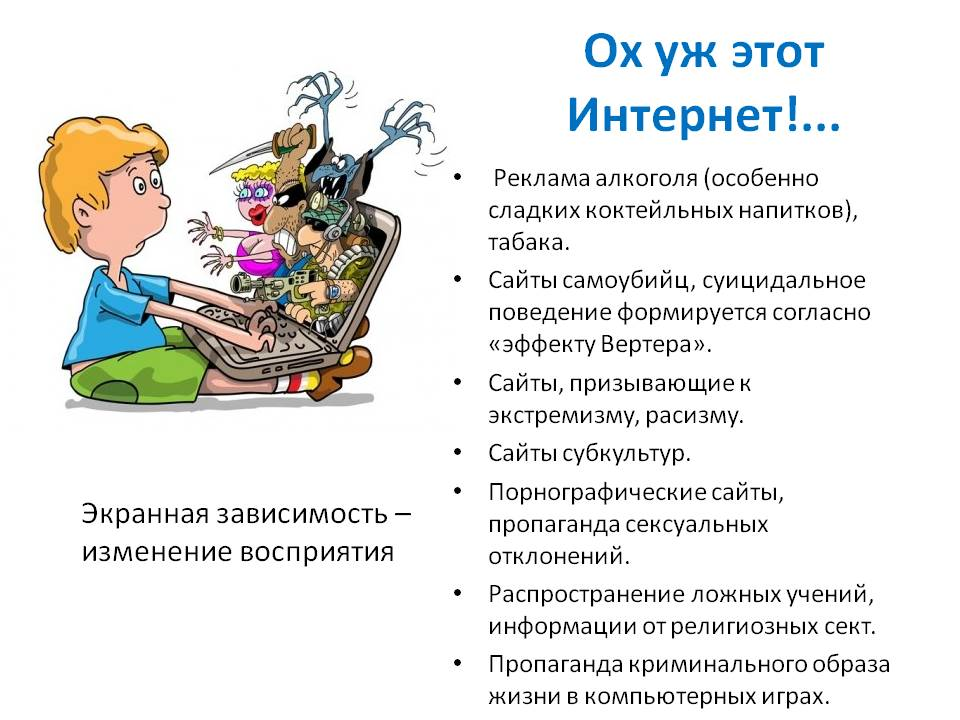 Ох уж этот
Интернет!...
• Реклама алкоголя (особенно
сладких коктейльных напитков),
табака.
• Сайты самоубийц, суицидальное
поведение формируется согласно
«эффекту Вертера».
• Сайты, призывающие к
экстремизму, расизму.
• Сайты субкультур.
• Порнографические сайты,
пропаганда сексуальных
отклонений.
• Распространение ложных учений,
информации от религиозных сект.
• Пропаганда криминального образа
жизни в компьютерных играх.
Экранная зависимость –
изменение восприятия